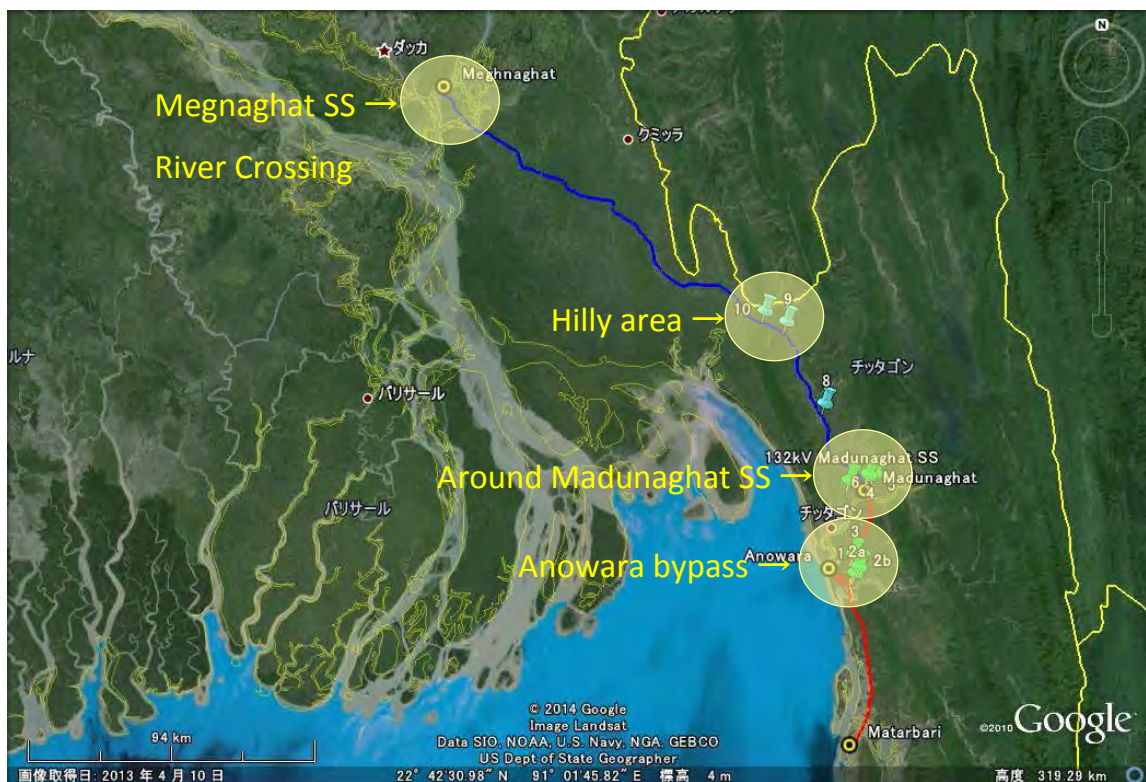 N
ダッカ
Meghnaghat
Megnaghat SS →
River Crossing
クミッラ
10
9
Hilly area →
ルナ
チッタゴン
8
バリサール
132kV Madunaghat SS
Around Madunaghat SS →
Madunaghat
6
4
バリサール
チッタゴン
3
Anowara
1
2a
2b
Anowara bypass →
© 2014 Google
Image Landsat
Data SIO, NOAA, U.S. Navy, NGA, GEBCO
US Dept of State Geographer
Matarbari
©2010 Google
94 km
画像取得日: 2013 年 4 月 10 日
22° 42'30.98" N 91° 01'45.82" E 標高 4 m
高度 319.29 km